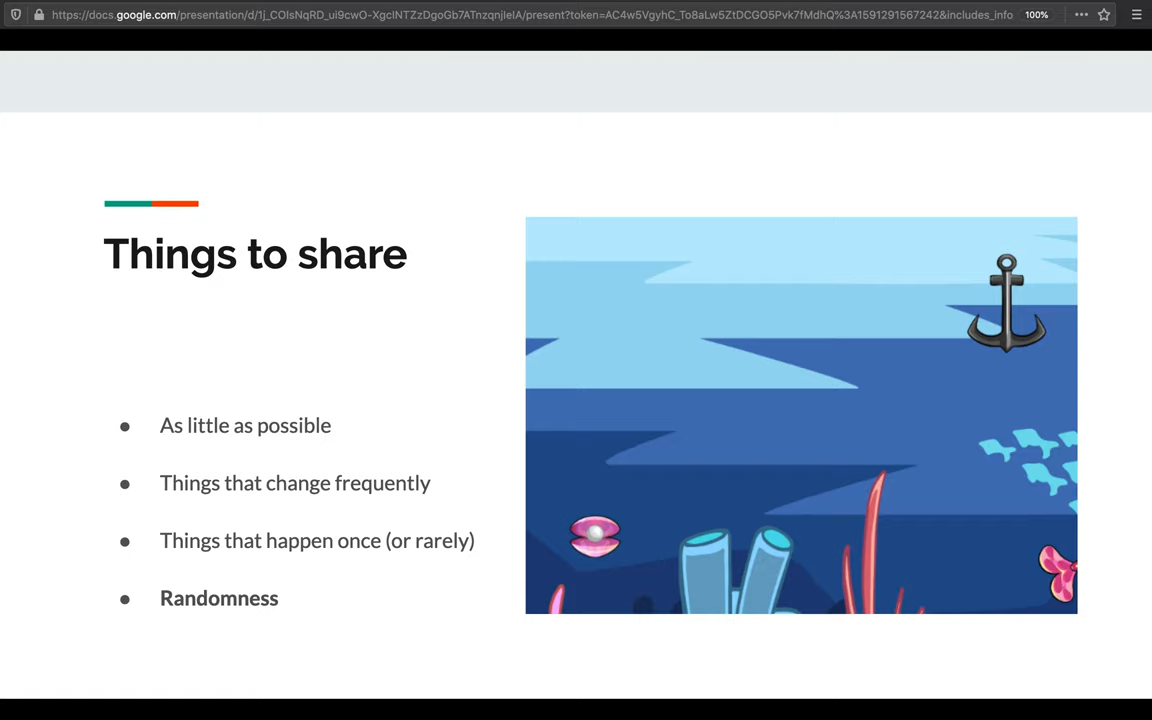 https://docs.google.com/presentation/d/1j_COIsNqRD_ui9cwO-XgcINTZzDgoGb7ATnzqnjIeIA/present?token=AC4w5VgyhC_To8aLw5ZtDCGO5Pvk7fMdhQ%3A1591291567242&includes_info
100%
Things to share
● As little as possible
● Things that change frequently
● Things that happen once (or rarely)
● Randomness